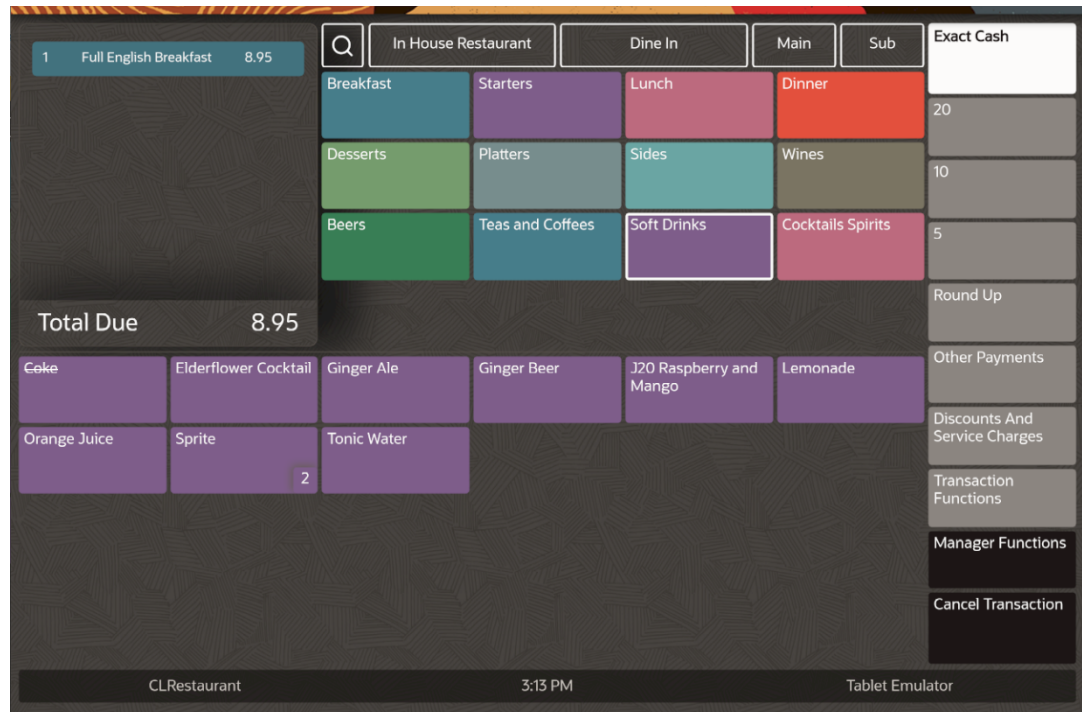 1 Full English Breakfast 8.95
Total Due 8.95
In House Restaurant Dine In Main Sub
Breakfast Starters Lunch Dinner
Desserts Platters Sides Wines
Beers Teas and Coffees Soft Drinks Cocktails Spirits
Coke Elderflower Cocktail Ginger Ale Ginger Beer J20 Raspberry and
Mango Lemonade
Orange Juice Sprite 2 Tonic Water
Exact Cash
20
10
5
Round Up
Other Payments
Discounts And
Service Charges
Transaction
Functions
Manager Functions
Cancel Transaction
CLRestaurant 3:13 PM Tablet Emulator